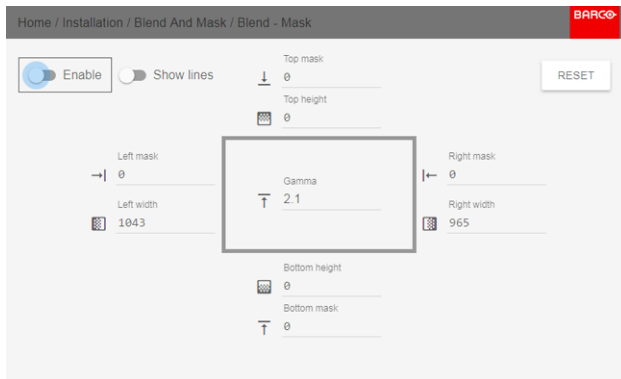 Home / Installation / Blend And Mask / Blend - Mask
BARCO
Enable
Show lines
Top mask
0
RESET
Top height
0
Left mask
0
Gamma
2.1
Right mask
0
Left width
1043
Right width
965
Bottom height
0
Bottom mask
0